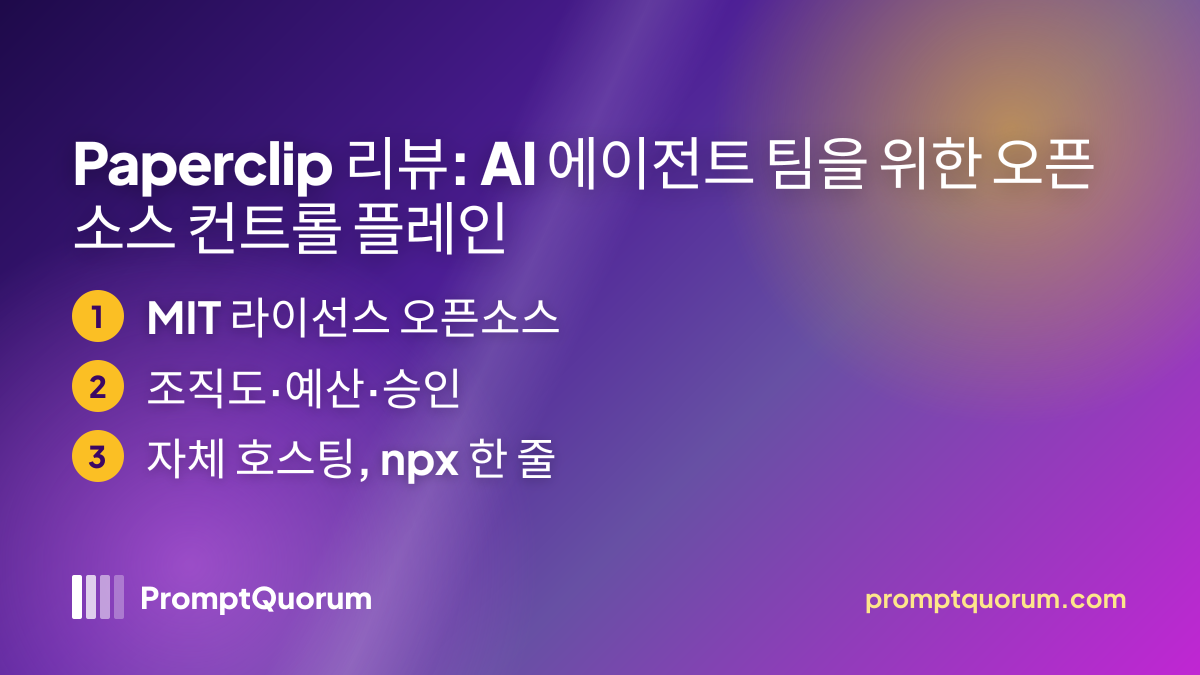 Paperclip 리뷰: AI 에이전트 팀을 위한 오픈
소스 컨트롤 플레인
1 MIT 라이선스 오픈소스
2 조직도·예산·승인
3 자체 호스팅, npx 한 줄
PromptQuorum
promptquorum.com